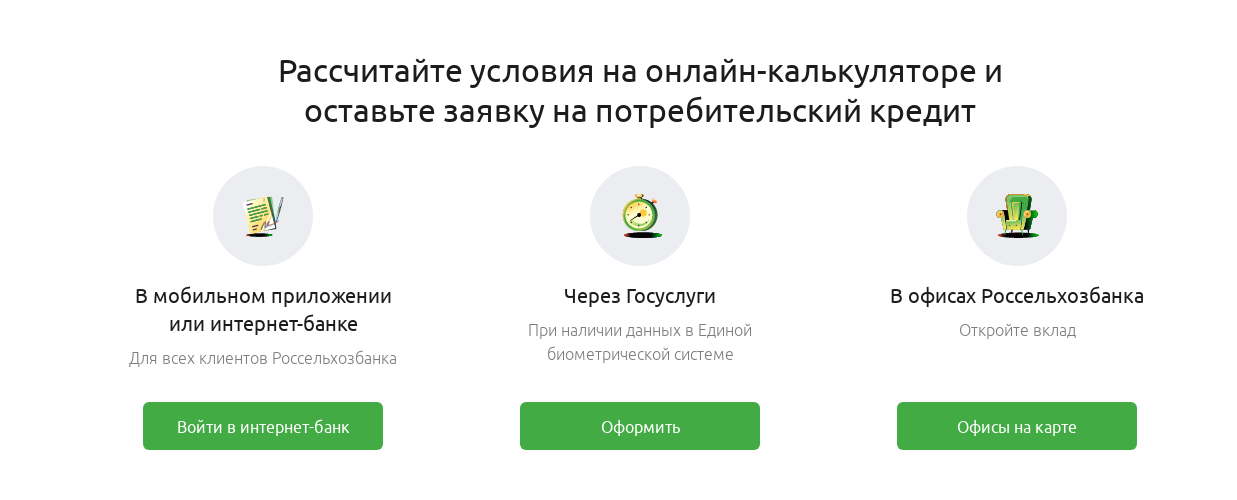 Рассчитайте условия на онлайн-калькуляторе и
оставьте заявку на потребительский кредит
В мобильном приложении
или интернет-банке
Для всех клиентов Россельхозбанка
Войти в интернет-банк
Через Госуслуги
При наличии данных в Единой
биометрической системе
Оформить
В офисах Россельхозбанка
Откройте вклад
Офисы на карте